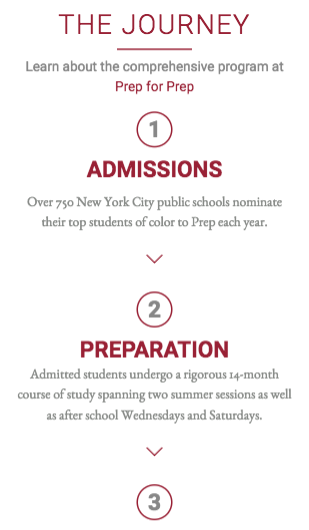 THE JOURNEY
Learn about the comprehensive program at
Prep for Prep
1
ADMISSIONS
Over 750 New York City public schools nominate
their top students of color to Prep each year.
2
PREPARATION
Admitted students undergo a rigorous 14-month
course of study spanning two summer sessions as well
as after school Wednesdays and Saturdays.
3